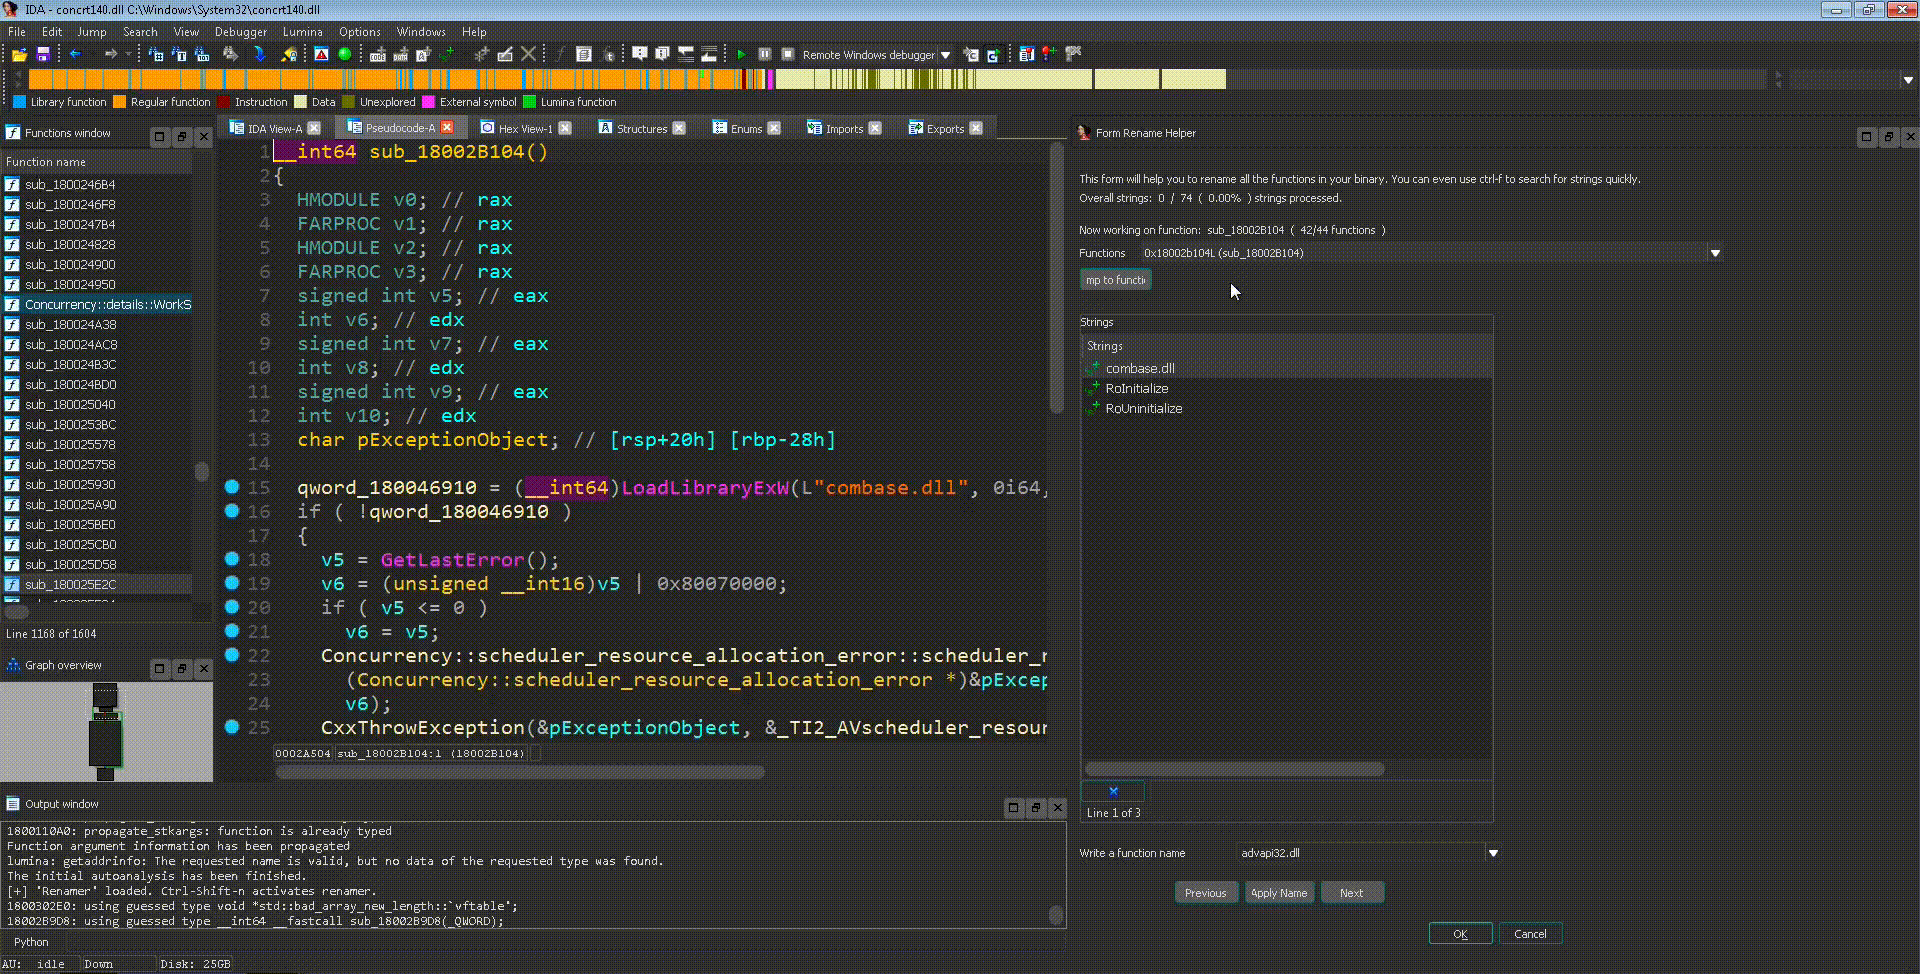 IDA - concrt140.dll C:\Windows\System32\concrt140.dll
File Edit Jump Search View Debugger Lumina Options Windows Help
Remote Windows debugger
Library function Regular function Instruction Data Unexplored External symbol Lumina function
Functions window
Function name
sub_1800246B4
sub_1800246F8
sub_1800247B4
sub_180024828
sub_180024900
sub_180024950
Concurrency::details::WorkS
sub_180024A38
sub_180024AC8
sub_180024B3C
sub_180024BD0
sub_180025040
sub_1800253BC
sub_180025578
sub_180025758
sub_180025930
sub_180025A90
sub_180025BE0
sub_180025CB0
sub_180025D58
sub_180025E2C
Line 1168 of 1604
Graph overview
IDA View-A Pseudocode-A Hex View-1 Structures Enums Imports Exports
1 __int64 sub_18002B104()
2 {
3 HMODULE v0; // rax
4 FARPROC v1; // rax
5 HMODULE v2; // rax
6 FARPROC v3; // rax
7 signed int v5; // eax
8 int v6; // edx
9 signed int v7; // eax
10 int v8; // edx
11 signed int v9; // eax
12 int v10; // edx
13 char pExceptionObject; // [rsp+20h] [rbp-28h]
14
15 qword_180046910 = (__int64)LoadLibraryExW(L"combase.dll", 0i64,
16 if ( !qword_180046910 )
17 {
18 v5 = GetLastError();
19 v6 = (unsigned __int16)v5 | 0x80070000;
20 if ( v5 <= 0 )
21 v6 = v5;
22 Concurrency::scheduler_resource_allocation_error::scheduler_r
23 (Concurrency::scheduler_resource_allocation_error *)&pExcep
24 v6);
25 CxxThrowException(&pExceptionObject, &_TI2_AVscheduler_resour
0002A504 sub_18002B104:1 (18002B104)
Output window
1800110A0: propagate_stkargs: function is already typed
Function argument information has been propagated
lumina: getaddrinfo: The requested name is valid, but no data of the requested type was found.
The initial autoanalysis has been finished.
[+] 'Renamer' loaded. Ctrl-Shift-n activates renamer.
1800302E0: using guessed type void *std::bad_array_new_length::`vftable';
18002B9D8: using guessed type __int64 __fastcall sub_18002B9D8(_QWORD);
Python
AU: idle Down Disk: 25GB
Form Rename Helper
This form will help you to rename all the functions in your binary. You can even use ctrl-f to search for strings quickly.
Overall strings: 0 / 74 ( 0.00% ) strings processed.
Now working on function: sub_18002B104 ( 42/44 functions )
Functions 0x18002b104L (sub_18002B104)
mp to functi
Strings
Strings
combase.dll
RoInitialize
RoUninitialize
Line 1 of 3
Write a function name advapi32.dll
Previous Apply Name Next
OK Cancel